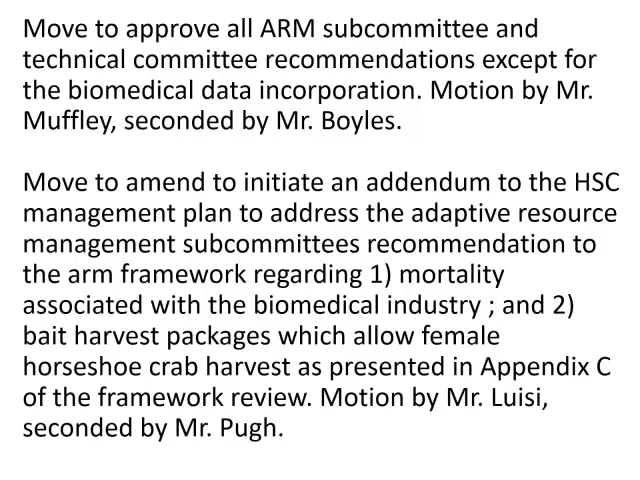 Move to approve all ARM subcommittee and
technical committee recommendations except for
the biomedical data incorporation. Motion by Mr.
Muffley, seconded by Mr. Boyles.
Move to amend to initiate an addendum to the HSC
management plan to address the adaptive resource
management subcommittees recommendation to
the arm framework regarding 1) mortality
associated with the biomedical industry ; and 2)
bait harvest packages which allow female
horseshoe crab harvest as presented in Appendix C
of the framework review. Motion by Mr. Luisi,
seconded by Mr. Pugh.